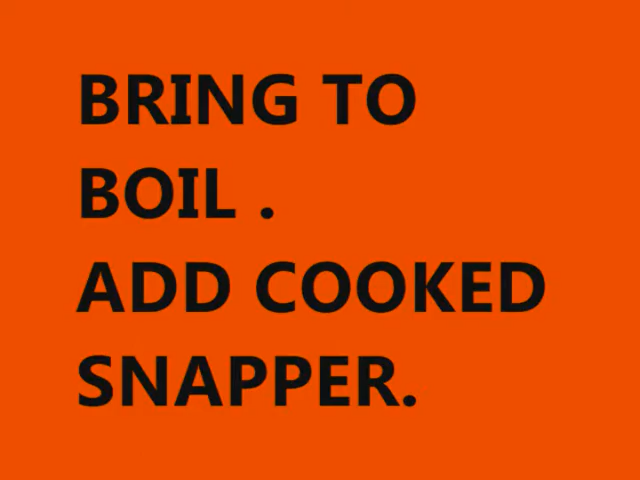 BRING TO
BOIL .
ADD COOKED
SNAPPER.